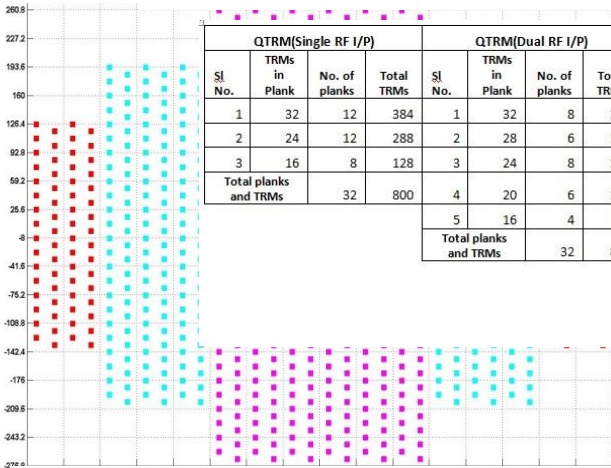 260.8
227.2
193.6
160
126.4
92.8
59.2
25.6
-8
-41.6
-75.2
-108.8
-142.4
-176
-209.6
-243.2
-276.8
QTRM(Single RF I/P) QTRM(Dual RF I/P)
Sl No. TRMs in Plank No. of planks Total TRMs Sl No. TRMs in Plank No. of planks
1 32 12 384 1 32 8
2 24 12 288 2 28 6
3 16 8 128 3 24 8
Total planks and TRMs 32 800 4 20 6
5 16 4
Total planks and TRMs 32